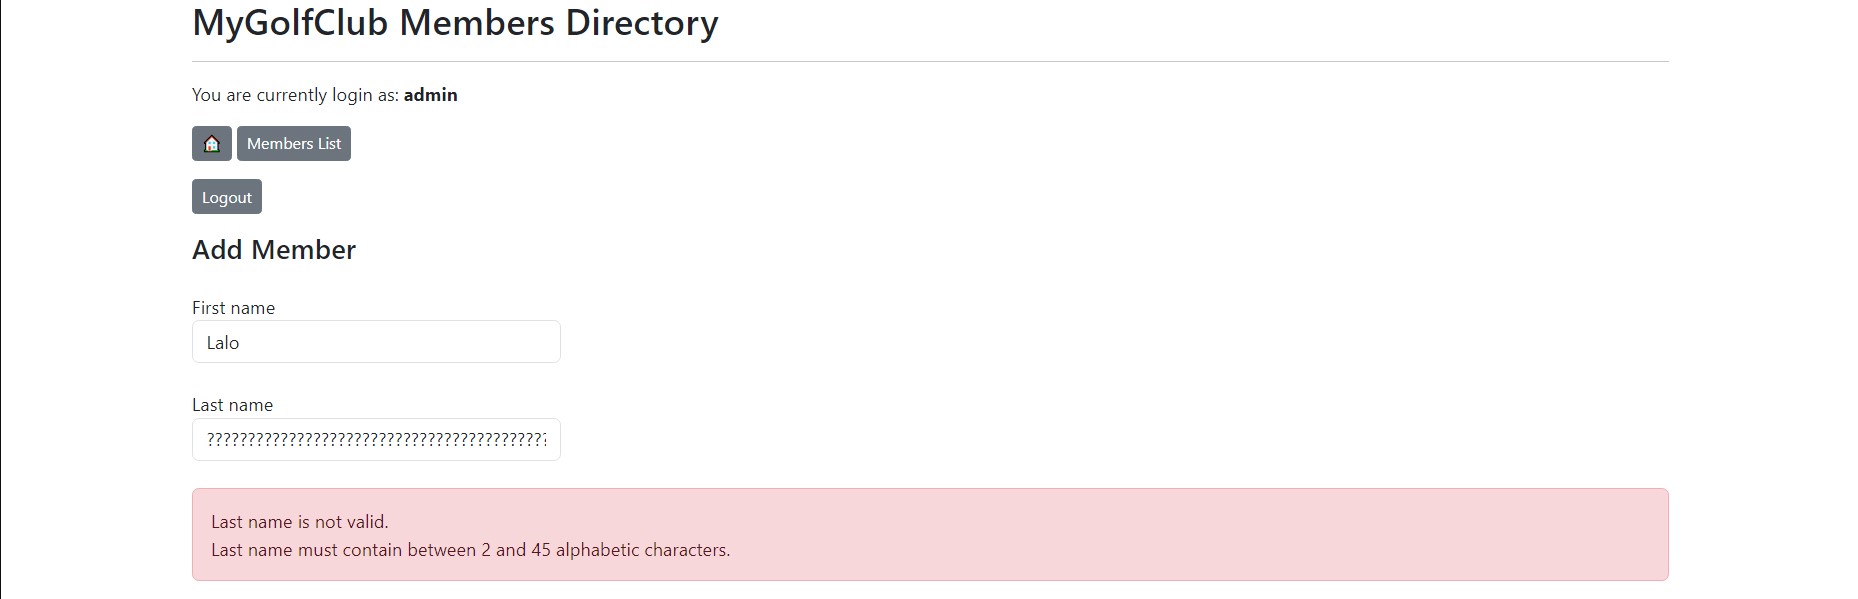 MyGolfClub Members Directory
You are currently login as: admin
Members List
Logout
Add Member
First name
Lalo
Last name
??????????????????????????????????????????
Last name is not valid.
Last name must contain between 2 and 45 alphabetic characters.